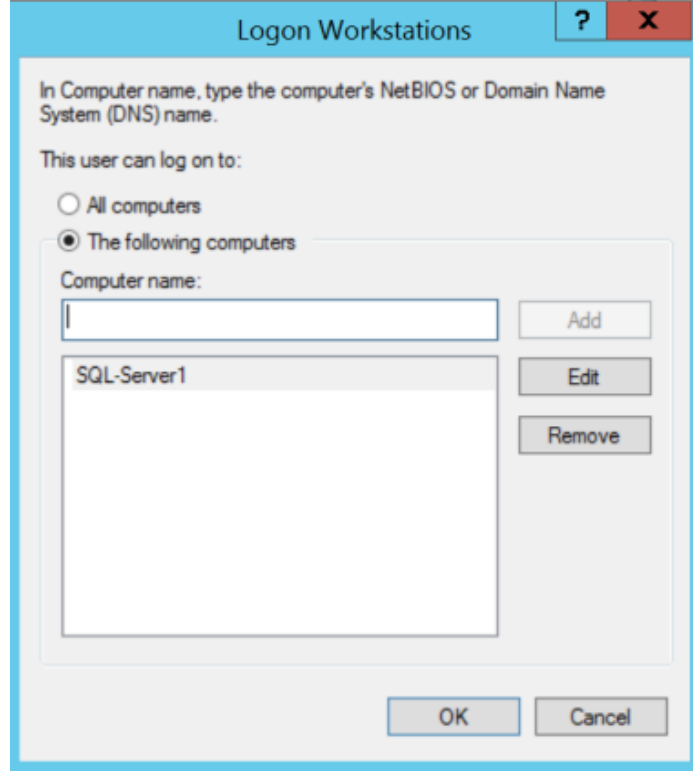 Logon Workstations
? x
In Computer name, type the computer's NetBIOS or Domain Name
System (DNS) name.
This user can log on to:
All computers
The following computers
Computer name:
Add
SQL-Server1
Edit
Remove
OK
Cancel